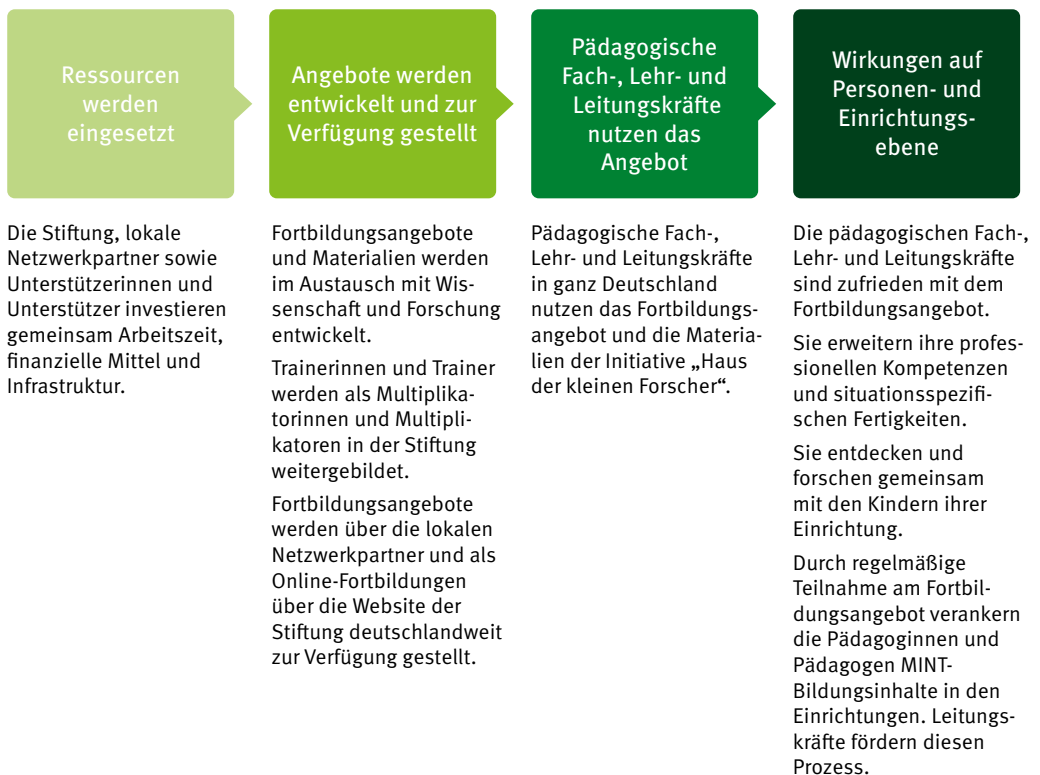 Ressourcen
werden
eingesetzt
Die Stiftung, lokale
Netzwerkpartner sowie
Unterstützerinnen und
Unterstützer investieren
gemeinsam Arbeitszeit,
finanzielle Mittel und
Infrastruktur.
Angebote werden
entwickelt und zur
Verfügung gestellt
Fortbildungsangebote
und Materialien werden
im Austausch mit Wis-
senschaft und Forschung
entwickelt.
Trainerinnen und Trainer
werden als Multiplika-
torinnen und Multipli-
katoren in der Stiftung
weitergebildet.
Fortbildungsangebote
werden über die lokalen
Netzwerkpartner und als
Online-Fortbildungen
über die Website der
Stiftung deutschlandweit
zur Verfügung gestellt.
Pädagogische
Fach-, Lehr- und
Leitungskräfte
nutzen das
Angebot
Pädagogische Fach-,
Lehr- und Leitungskräfte
in ganz Deutschland
nutzen das Fortbildungs-
angebot und die Materia-
lien der Initiative „Haus
der kleinen Forscher“.
Wirkungen auf
Personen- und
Einrichtungs-
ebene
Die pädagogischen Fach-,
Lehr- und Leitungskräfte
sind zufrieden mit dem
Fortbildungsangebot.
Sie erweitern ihre profes-
sionellen Kompetenzen
und situationsspezifi-
schen Fertigkeiten.
Sie entdecken und
forschen gemeinsam
mit den Kindern ihrer
Einrichtung.
Durch regelmäßige
Teilnahme am Fortbil-
dungsangebot verankern
die Pädagoginnen und
Pädagogen MINT-
Bildungsinhalte in den
Einrichtungen. Leitungs-
kräfte fördern diesen
Prozess.